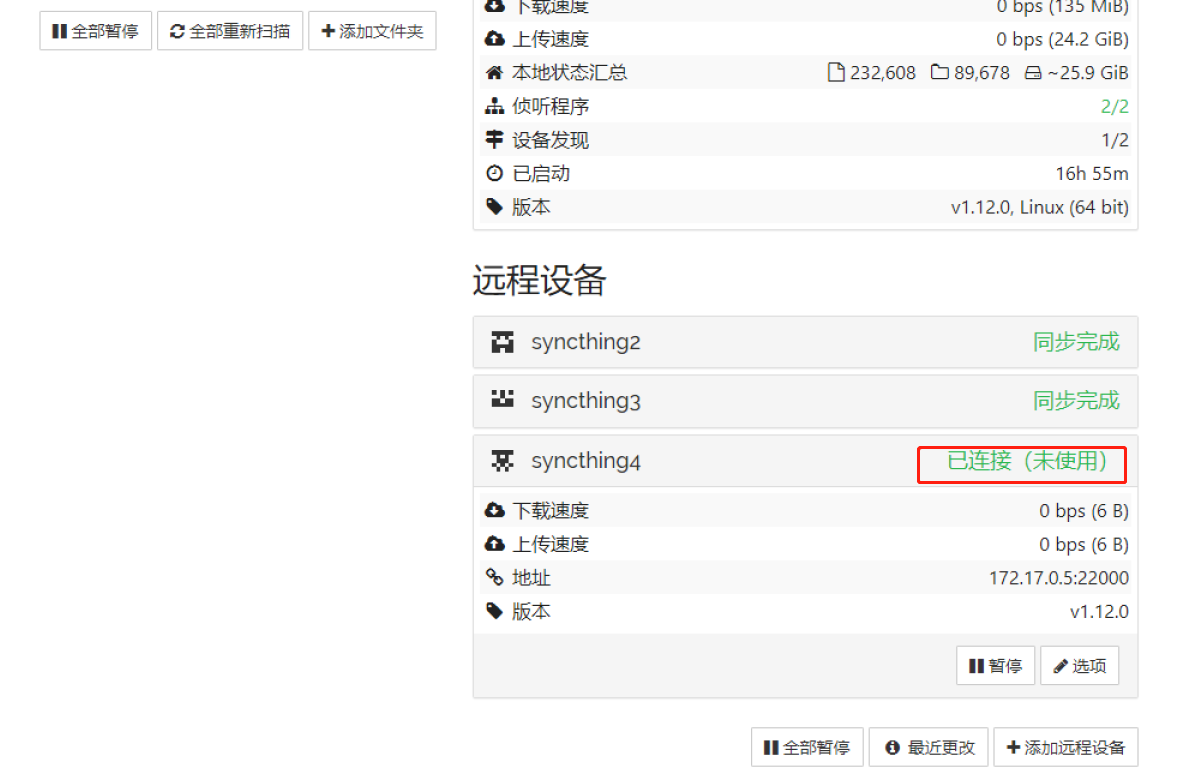 全部暂停 全部重新扫描 添加文件夹
下载速度 0 bps (135 MiB)
上传速度 0 bps (24.2 GiB)
本地状态汇总 232,608 89,678 ~25.9 GiB
侦听程序 2/2
设备发现 1/2
已启动 16h 55m
版本 v1.12.0, Linux (64 bit)
远程设备
syncthing2 同步完成
syncthing3 同步完成
syncthing4 已连接（未使用）
下载速度 0 bps (6 B)
上传速度 0 bps (6 B)
地址 172.17.0.5:22000
版本 v1.12.0
暂停 选项
全部暂停 最近更改 添加远程设备